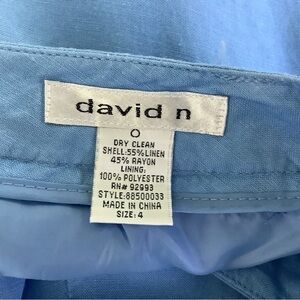 david n
O
DRY CLEAN
SHELL:55%LINEN
45% RAYON
LINING:
100% POLYESTER
RN# 92993
STYLE:88500033
MADE IN CHINA
SIZE: 4